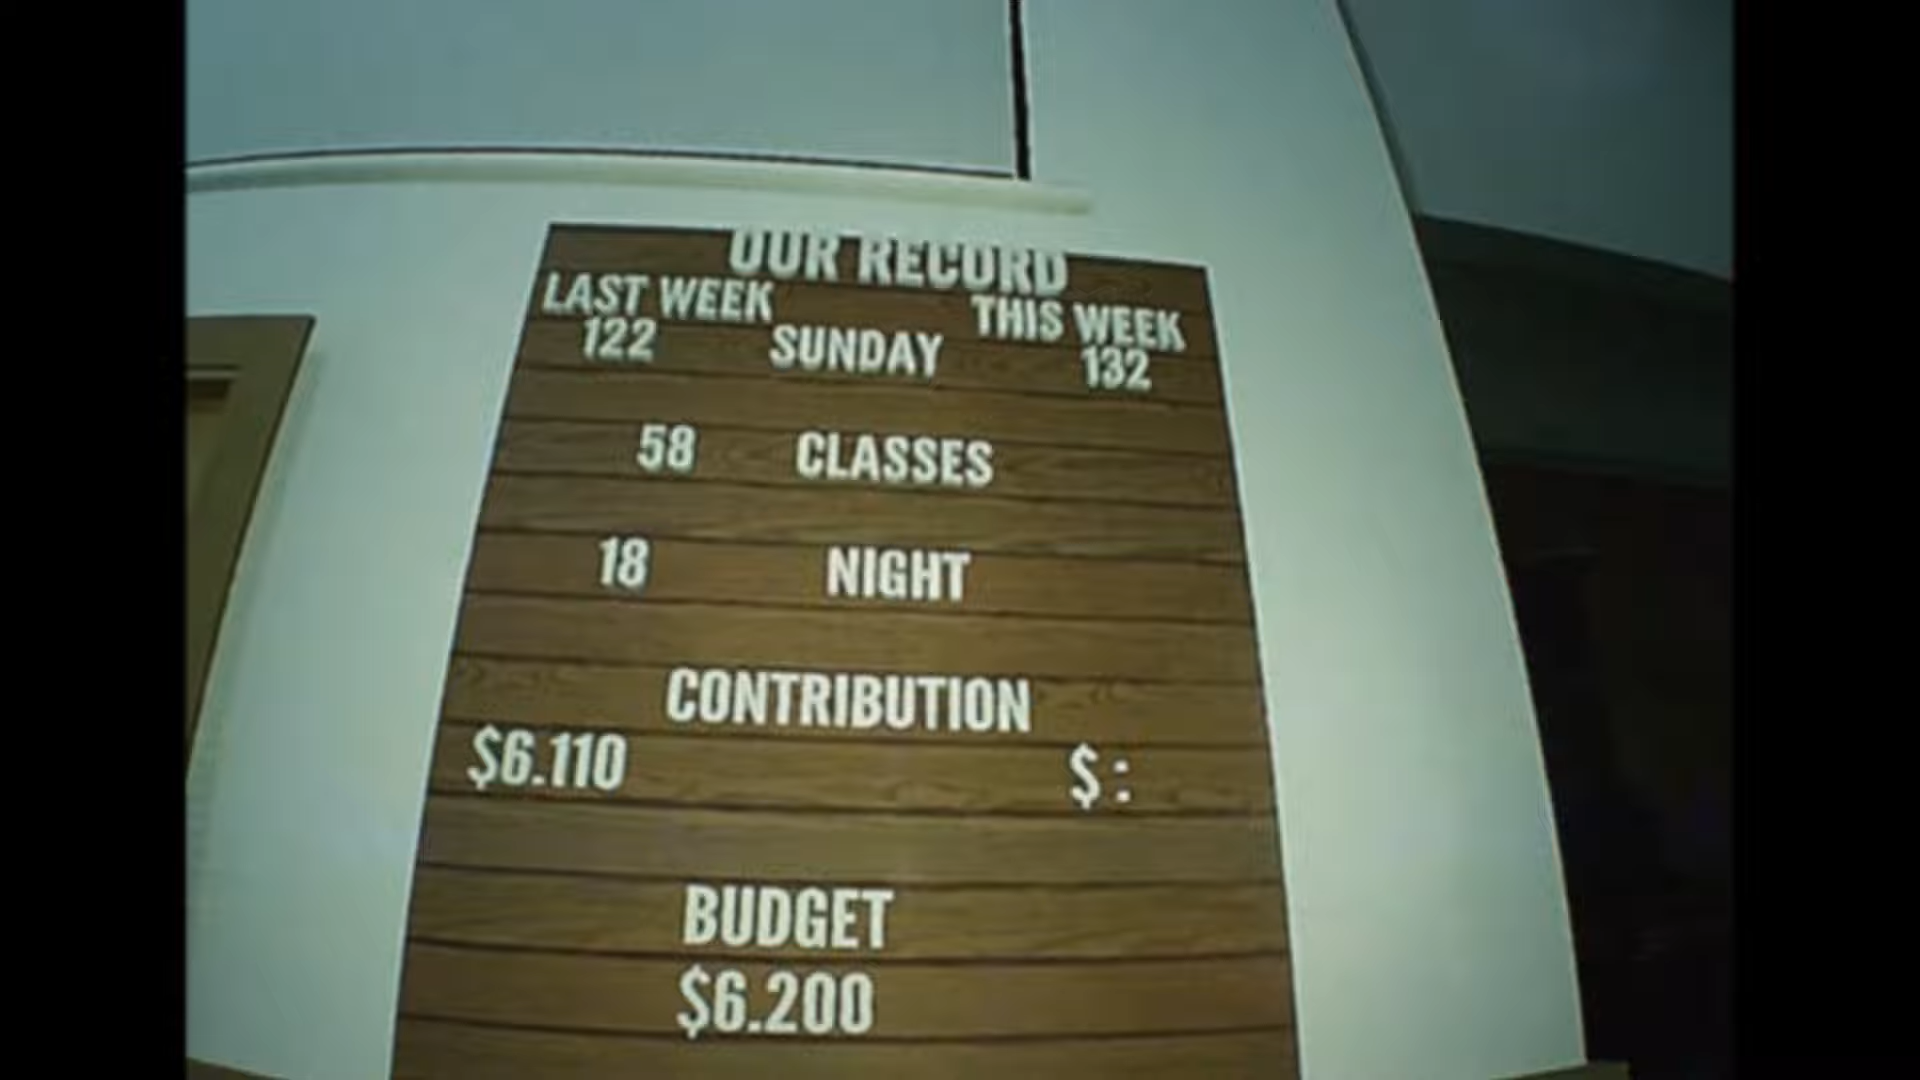 OUR RECORD
LAST WEEK THIS WEEK
122 SUNDAY 132
58 CLASSES
18 NIGHT
CONTRIBUTION
$6.110 $ :
BUDGET
$6.200